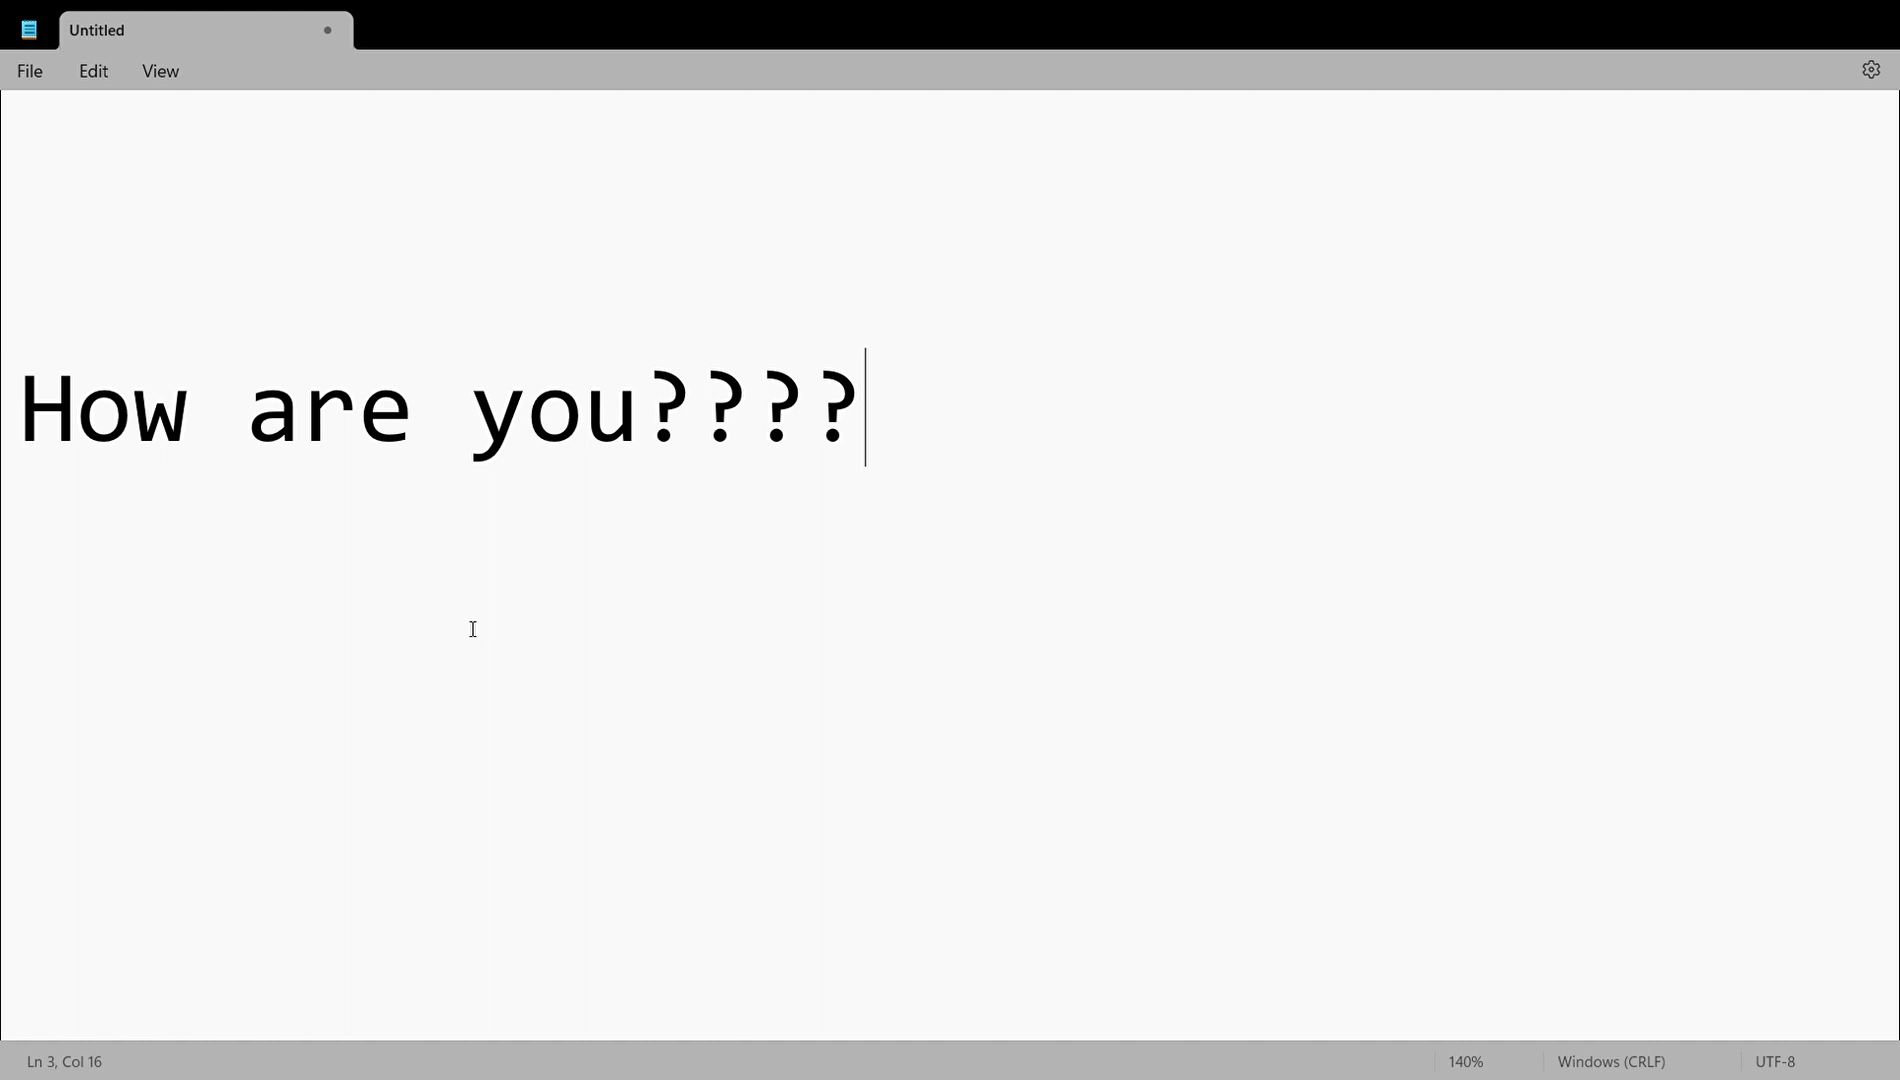 Untitled
File Edit View
How are you????
Ln 3, Col 16 140% Windows (CRLF) UTF-8